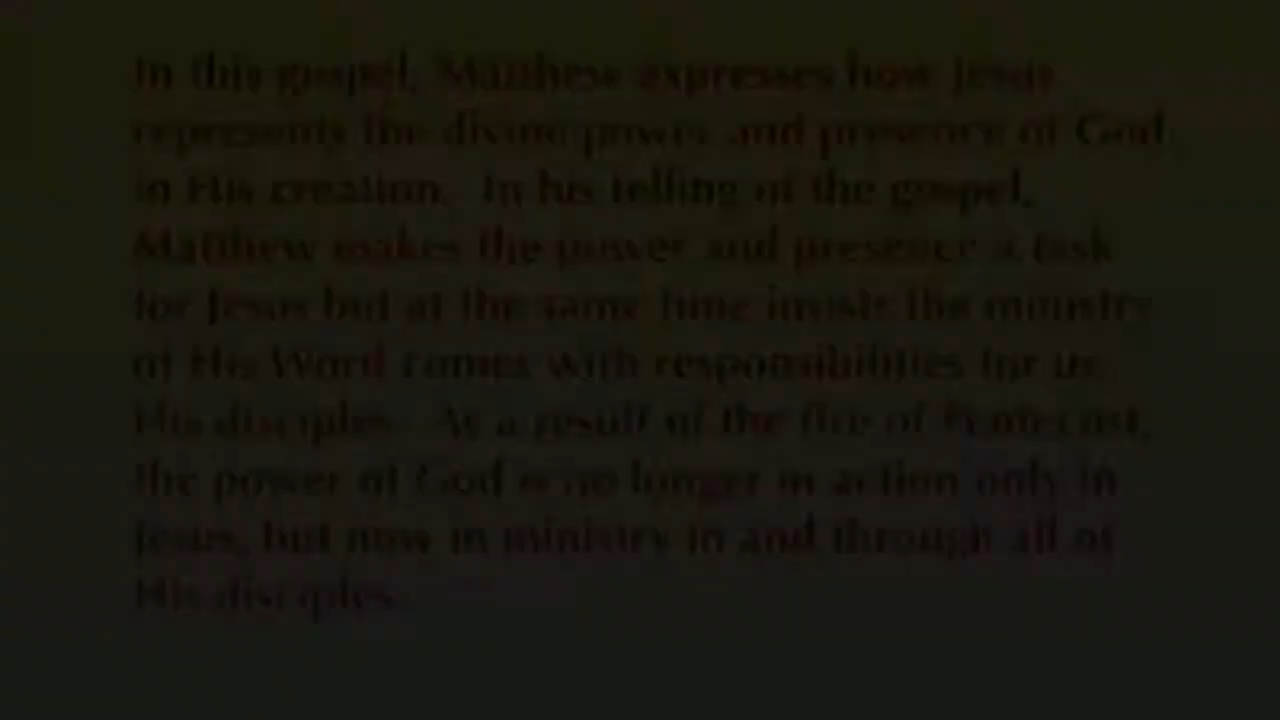 In this gospel, Matthew expresses how Jesus
represents the divine power and presence of God
in His creation. In his telling of the gospel,
Matthew makes the power and presence a task
for Jesus but at the same time insists the ministry
of His Word comes with responsibilities for us
His disciples. As a result of the fire of Pentecost,
the power of God is no longer in action only in
Jesus, but now in ministry in and through all of
His disciples.